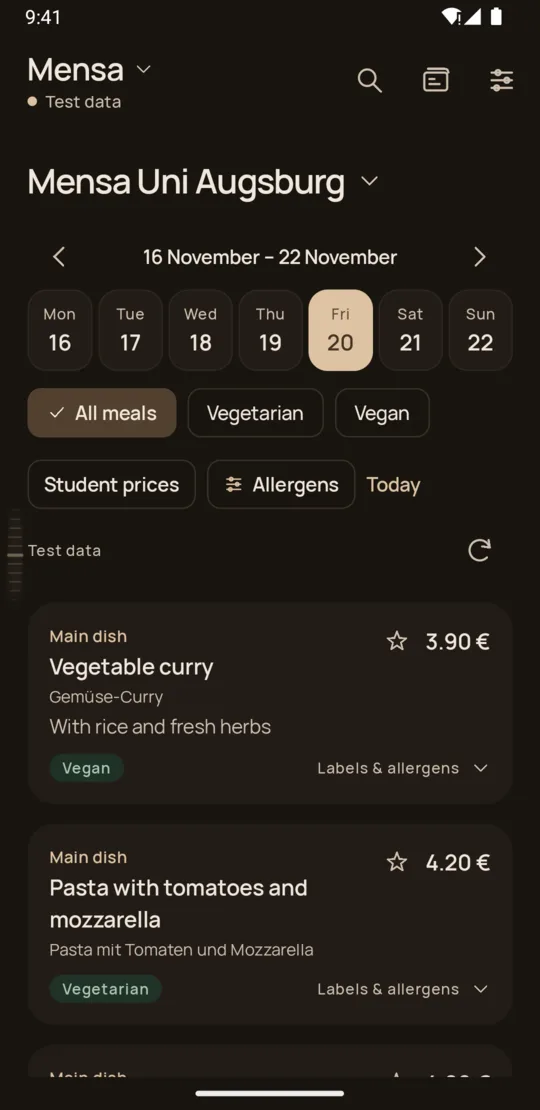 9:41
Mensa
Test data
Mensa Uni Augsburg
16 November – 22 November
Mon Tue Wed Thu Fri Sat Sun
16 17 18 19 20 21 22
All meals Vegetarian Vegan
Student prices Allergens Today
Test data
Main dish
3.90 €
Vegetable curry
Gemüse-Curry
With rice and fresh herbs
Vegan Labels & allergens
Main dish
4.20 €
Pasta with tomatoes and
mozzarella
Pasta mit Tomaten und Mozzarella
Vegetarian Labels & allergens
Main dish